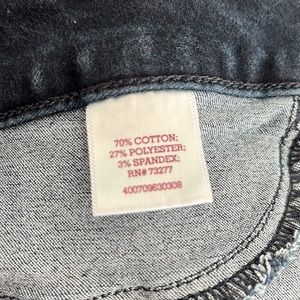 70% COTTON;
27% POLYESTER;
3% SPANDEX;
RN# 73277
400709630308